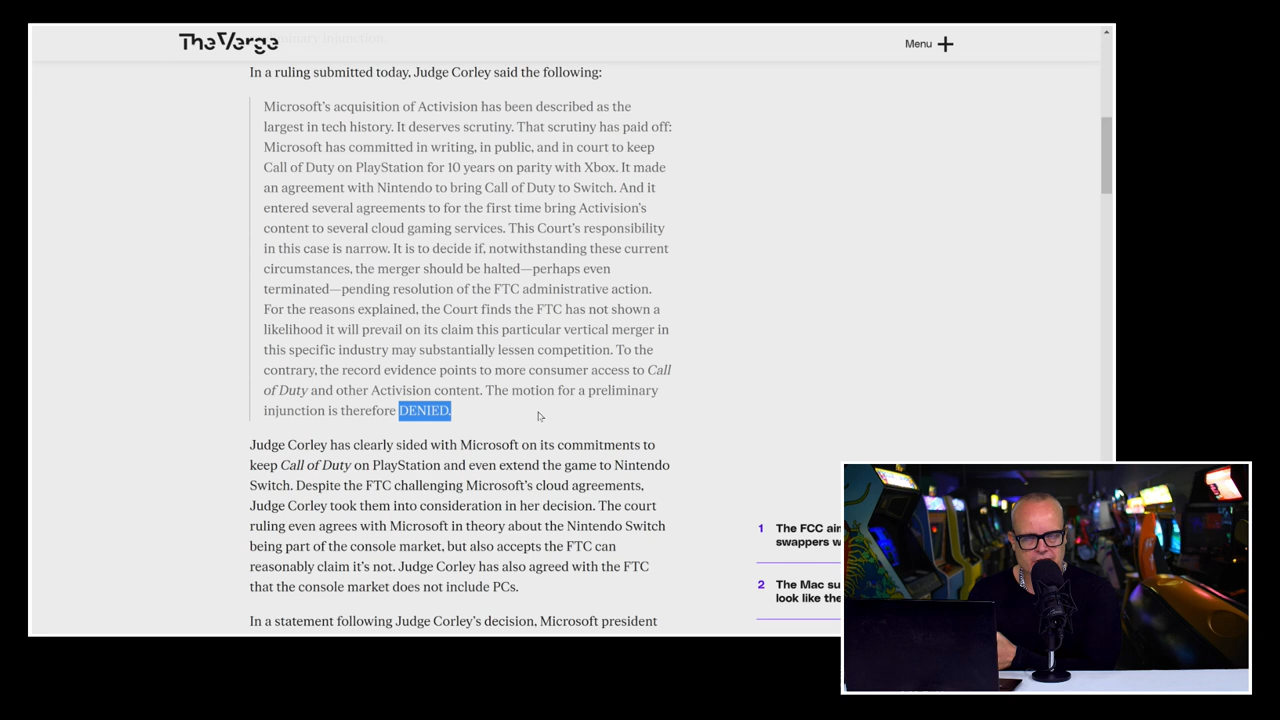 TheVerge
Menu
In a ruling submitted today, Judge Corley said the following:
Microsoft's acquisition of Activision has been described as the
largest in tech history. It deserves scrutiny. That scrutiny has paid off:
Microsoft has committed in writing, in public, and in court to keep
Call of Duty on PlayStation for 10 years on parity with Xbox. It made
an agreement with Nintendo to bring Call of Duty to Switch. And it
entered several agreements to for the first time bring Activision's
content to several cloud gaming services. This Court's responsibility
in this case is narrow. It is to decide if, notwithstanding these current
circumstances, the merger should be halted—perhaps even
terminated—pending resolution of the FTC administrative action.
For the reasons explained, the Court finds the FTC has not shown a
likelihood it will prevail on its claim this particular vertical merger in
this specific industry may substantially lessen competition. To the
contrary, the record evidence points to more consumer access to Call
of Duty and other Activision content. The motion for a preliminary
injunction is therefore DENIED.
Judge Corley has clearly sided with Microsoft on its commitments to
keep Call of Duty on PlayStation and even extend the game to Nintendo
Switch. Despite the FTC challenging Microsoft's cloud agreements,
Judge Corley took them into consideration in her decision. The court
ruling even agrees with Microsoft in theory about the Nintendo Switch
being part of the console market, but also accepts the FTC can
reasonably claim it's not. Judge Corley has also agreed with the FTC
that the console market does not include PCs.
In a statement following Judge Corley's decision, Microsoft president
1 The FCC
swappers
2 The Mac
look like